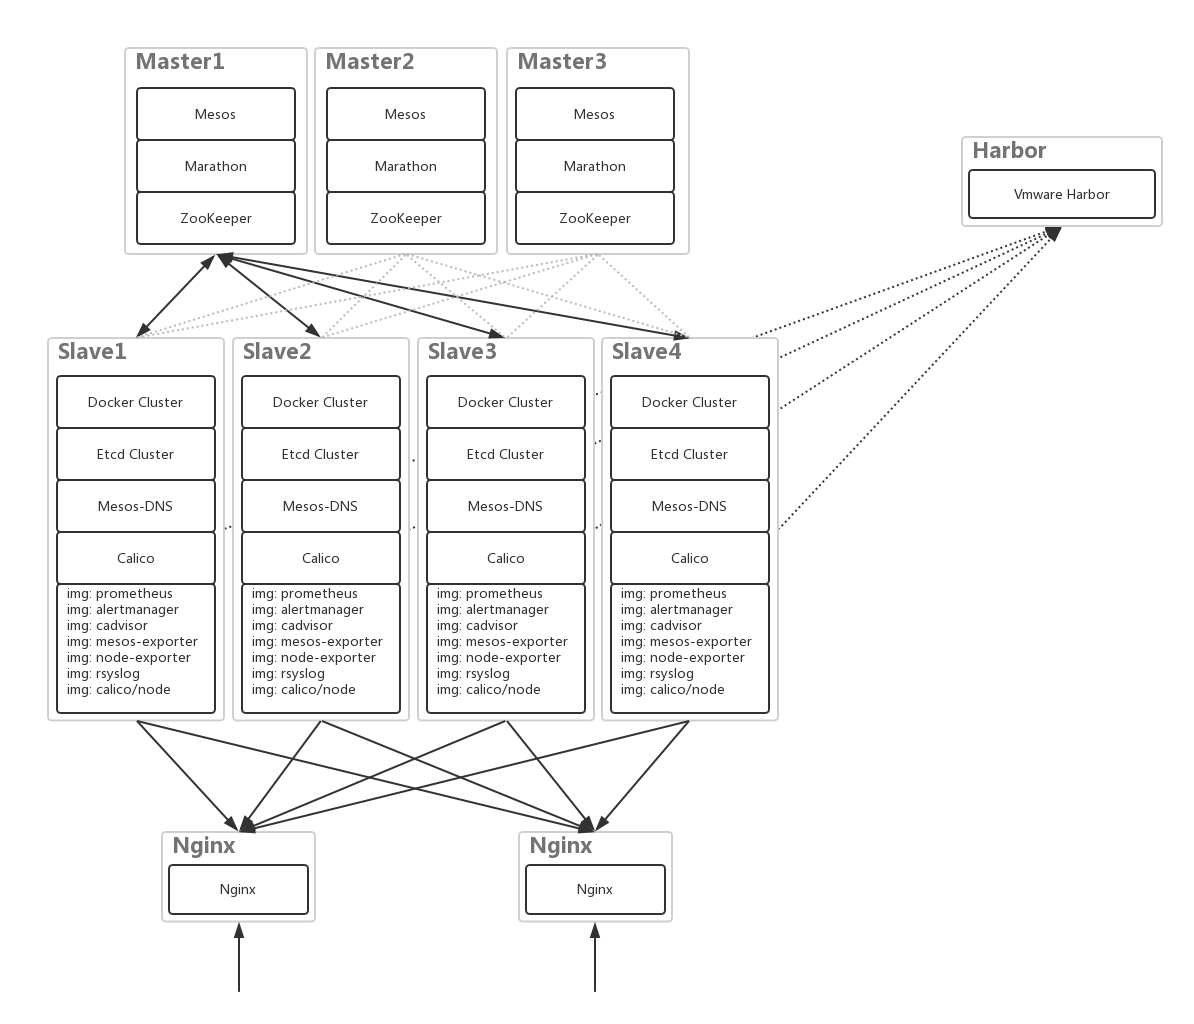 Master1
Mesos
Marathon
ZooKeeper
Master2
Mesos
Marathon
ZooKeeper
Master3
Mesos
Marathon
ZooKeeper
Harbor
Vmware Harbor
Slave1
Docker Cluster
Etcd Cluster
Mesos-DNS
Calico
img: prometheus
img: alertmanager
img: cadvisor
img: mesos-exporter
img: node-exporter
img: rsyslog
img: calico/node
Slave2
Docker Cluster
Etcd Cluster
Mesos-DNS
Calico
img: prometheus
img: alertmanager
img: cadvisor
img: mesos-exporter
img: node-exporter
img: rsyslog
img: calico/node
Slave3
Docker Cluster
Etcd Cluster
Mesos-DNS
Calico
img: prometheus
img: alertmanager
img: cadvisor
img: mesos-exporter
img: node-exporter
img: rsyslog
img: calico/node
Slave4
Docker Cluster
Etcd Cluster
Mesos-DNS
Calico
img: prometheus
img: alertmanager
img: cadvisor
img: mesos-exporter
img: node-exporter
img: rsyslog
img: calico/node
Nginx
Nginx
Nginx
Nginx